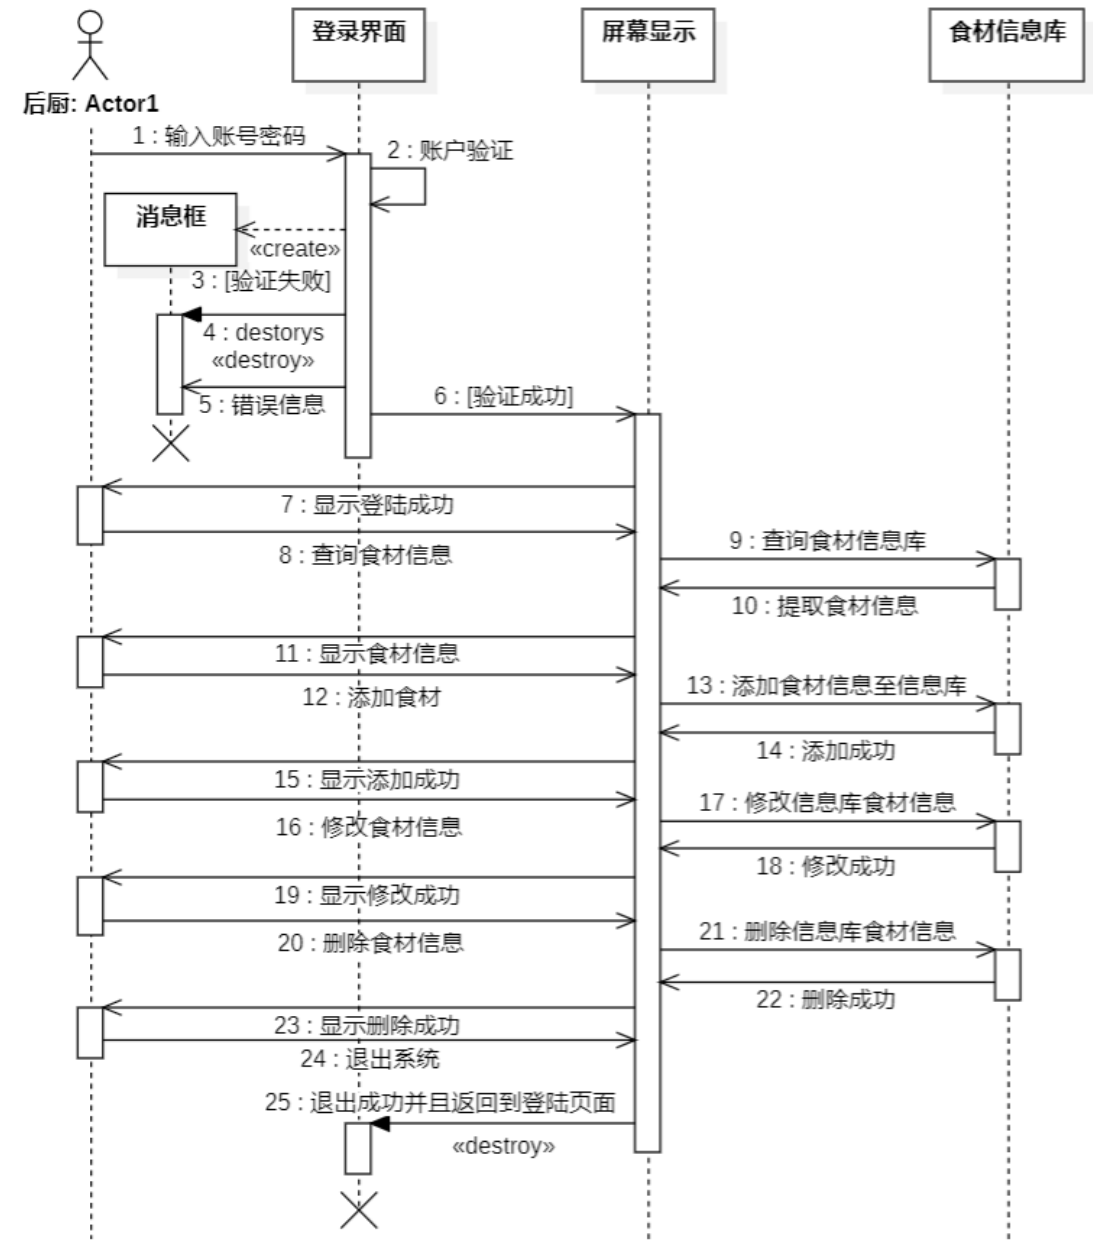 登录界面
屏幕显示
食材信息库
后厨: Actor1
1 : 输入账号密码
2 : 账户验证
消息框
«create»
3 : [验证失败]
4 : destorys
«destroy»
5 : 错误信息
6 : [验证成功]
7 : 显示登陆成功
8 : 查询食材信息
9 : 查询食材信息库
10 : 提取食材信息
11 : 显示食材信息
12 : 添加食材
13 : 添加食材信息至信息库
14 : 添加成功
15 : 显示添加成功
16 : 修改食材信息
17 : 修改信息库食材信息
18 : 修改成功
19 : 显示修改成功
20 : 删除食材信息
21 : 删除信息库食材信息
22 : 删除成功
23 : 显示删除成功
24 : 退出系统
25 : 退出成功并且返回到登陆页面
«destroy»